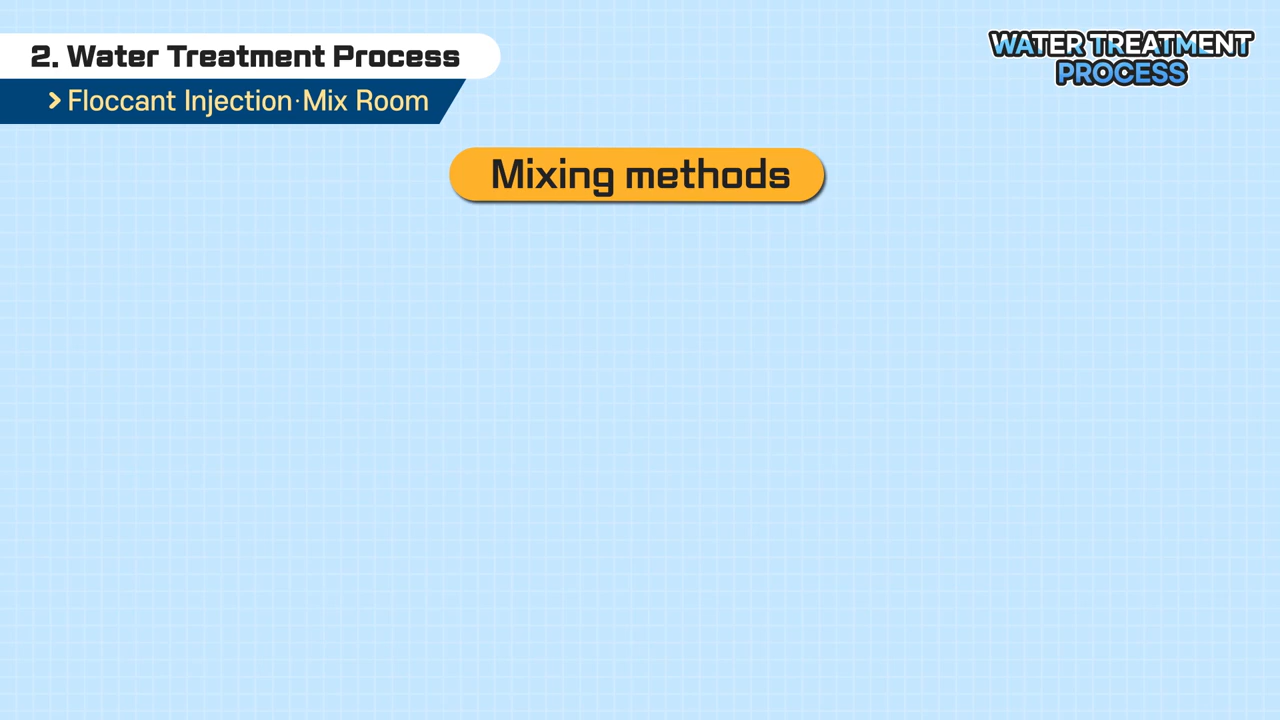 2. Water Treatment Process
> Floccant Injection·Mix Room
WATER TREATMENT
PROCESS
Mixing methods